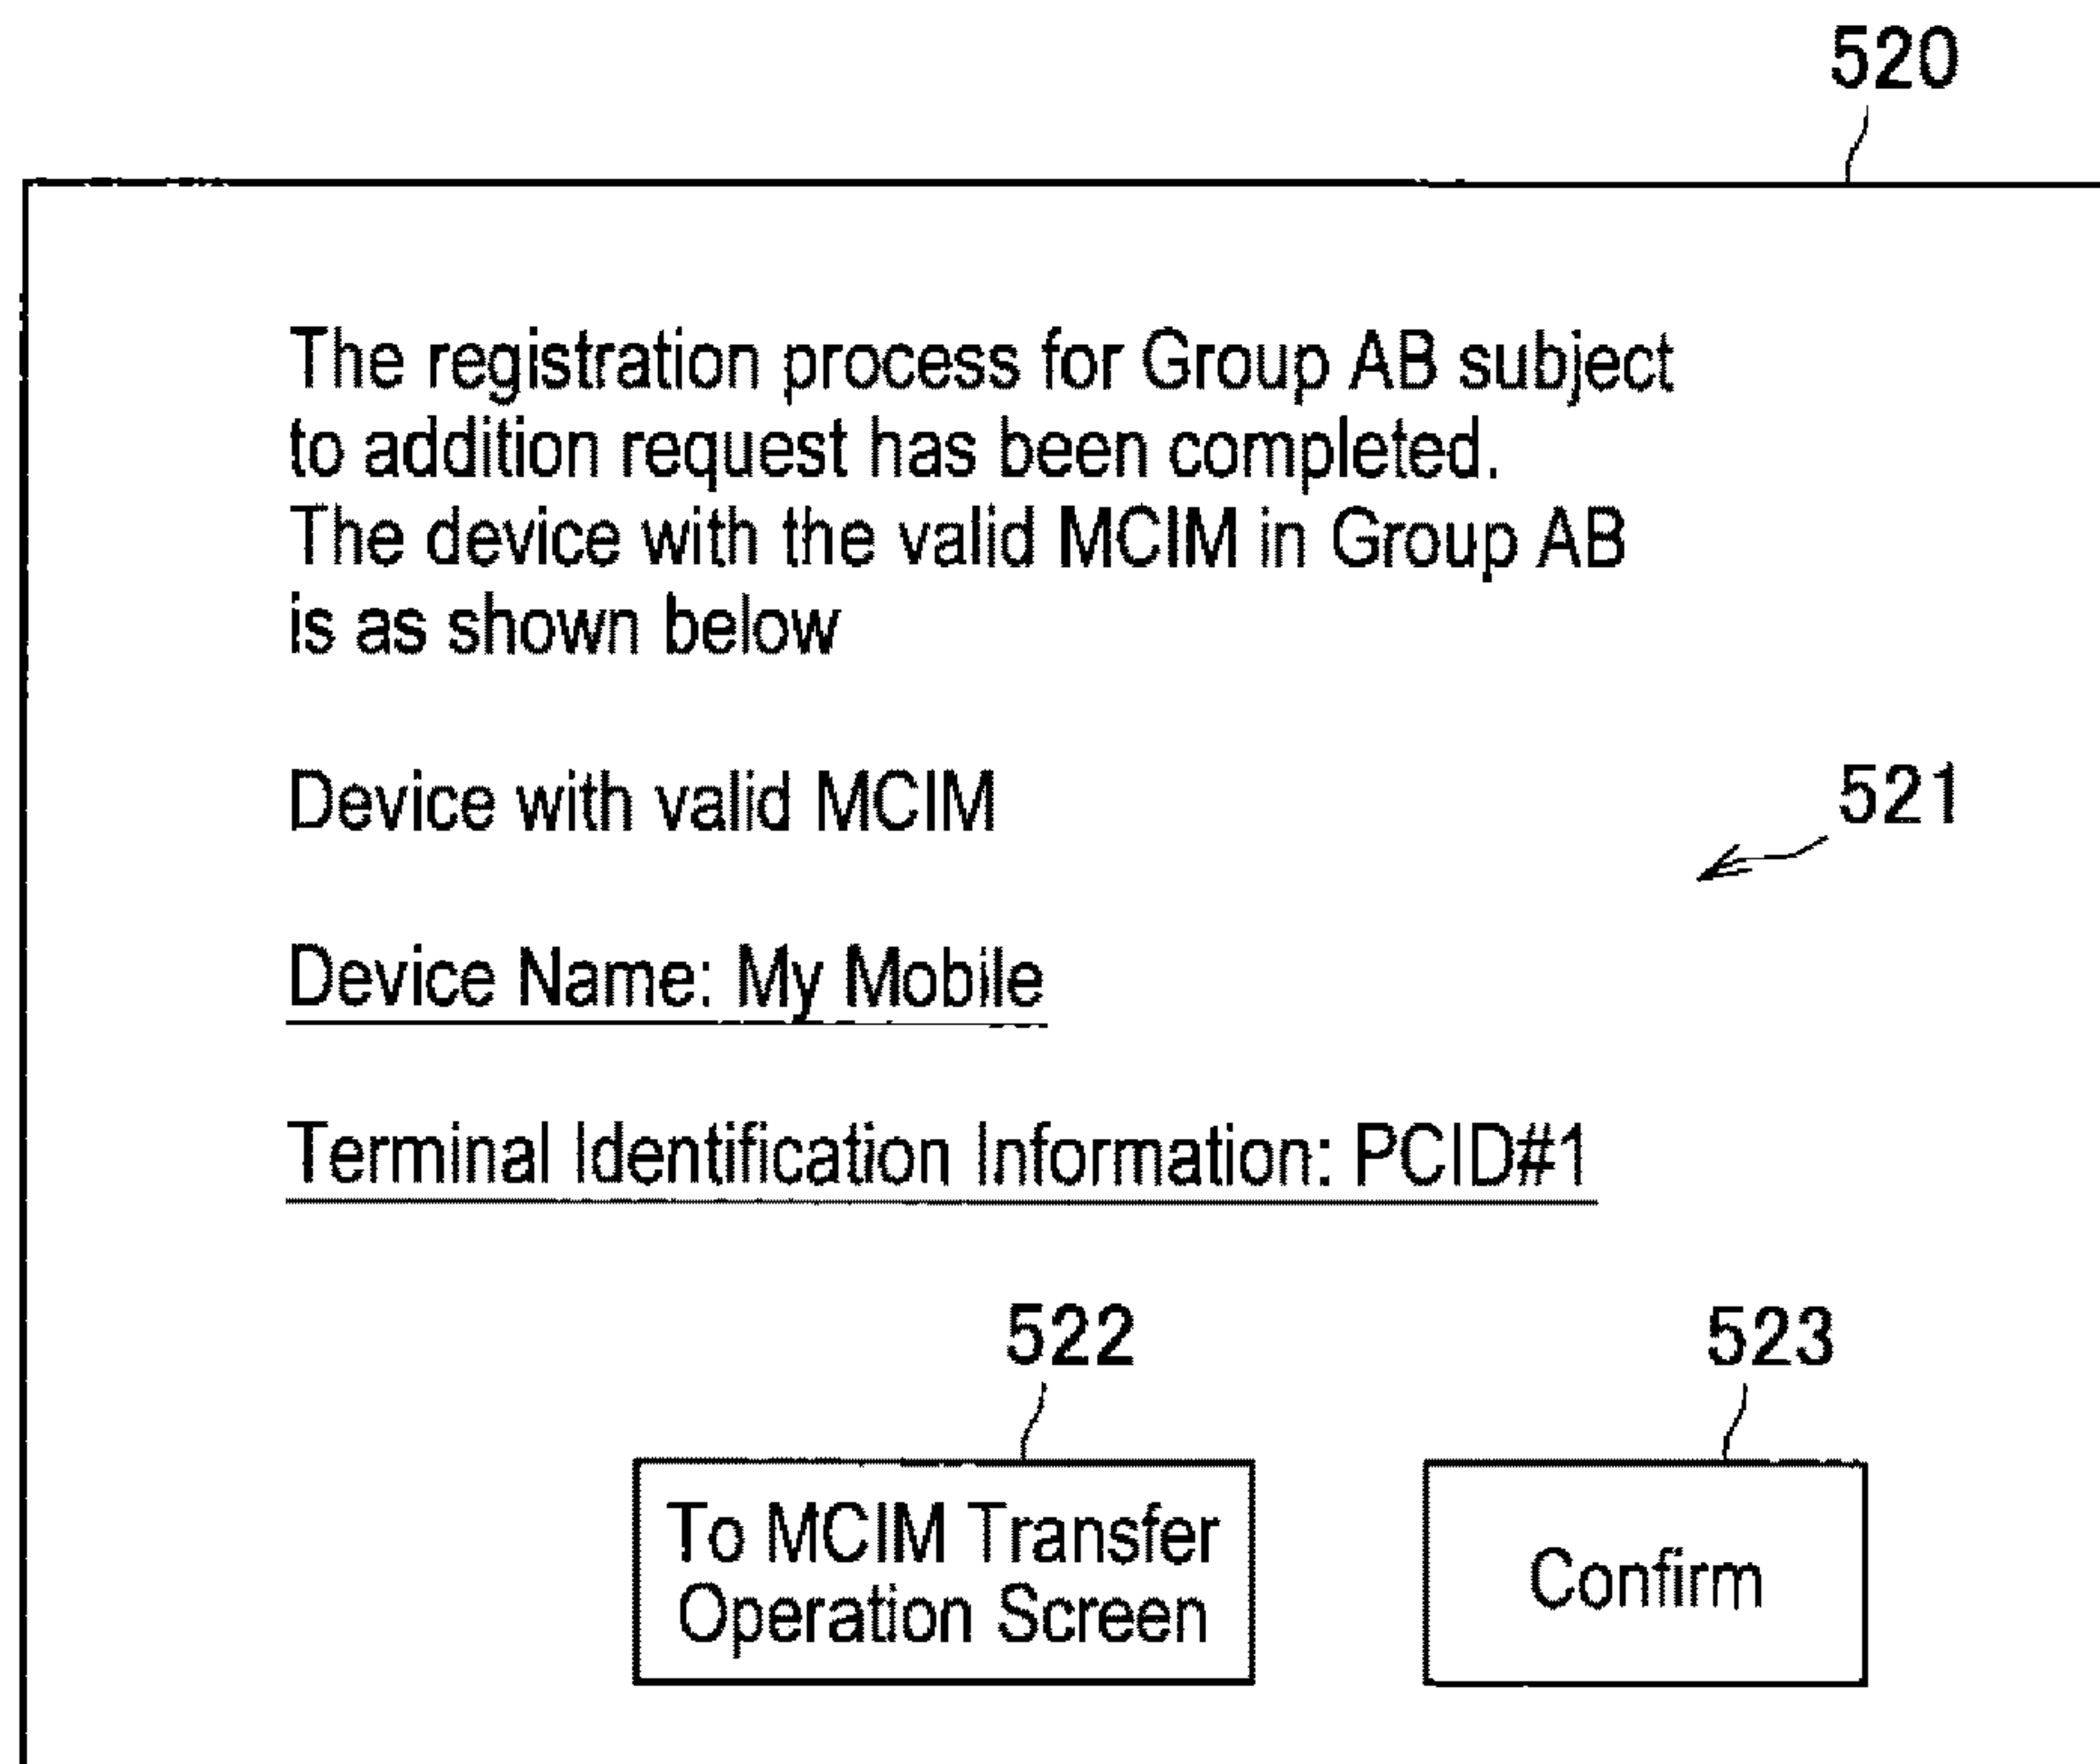 520
The registration process for Group AB subject
to addition request has been completed.
The device with the valid MCIM in Group AB
is as shown below
Device with valid MCIM
521
Device Name: My Mobile
Terminal Identification Information: PCID#1
522
523
To MCIM Transfer
Operation Screen
Confirm